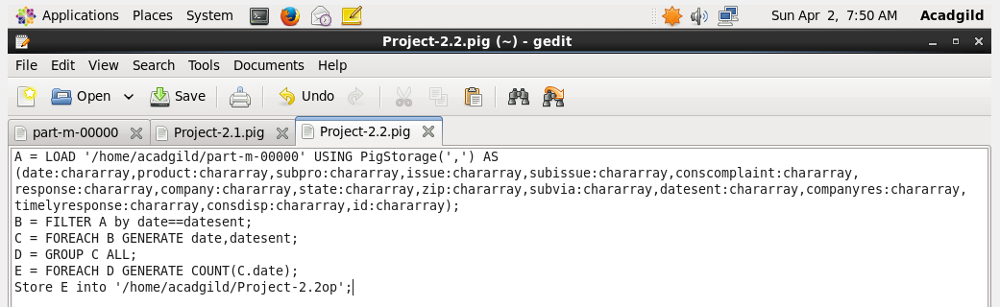 Applications Places System Sun Apr 2, 7:50 AM Acadgild
Project-2.2.pig (~) - gedit
File Edit View Search Tools Documents Help
Open Save Undo
part-m-00000 Project-2.1.pig Project-2.2.pig
A = LOAD '/home/acadgild/part-m-00000' USING PigStorage(',') AS
(date:chararray,product:chararray,subpro:chararray,issue:chararray,subissue:chararray,conscomplaint:chararray,
response:chararray,company:chararray,state:chararray,zip:chararray,subvia:chararray,datesent:chararray,companyres:chararray,
timelyresponse:chararray,consdisp:chararray,id:chararray);
B = FILTER A by date==datesent;
C = FOREACH B GENERATE date,datesent;
D = GROUP C ALL;
E = FOREACH D GENERATE COUNT(C.date);
Store E into '/home/acadgild/Project-2.2op';